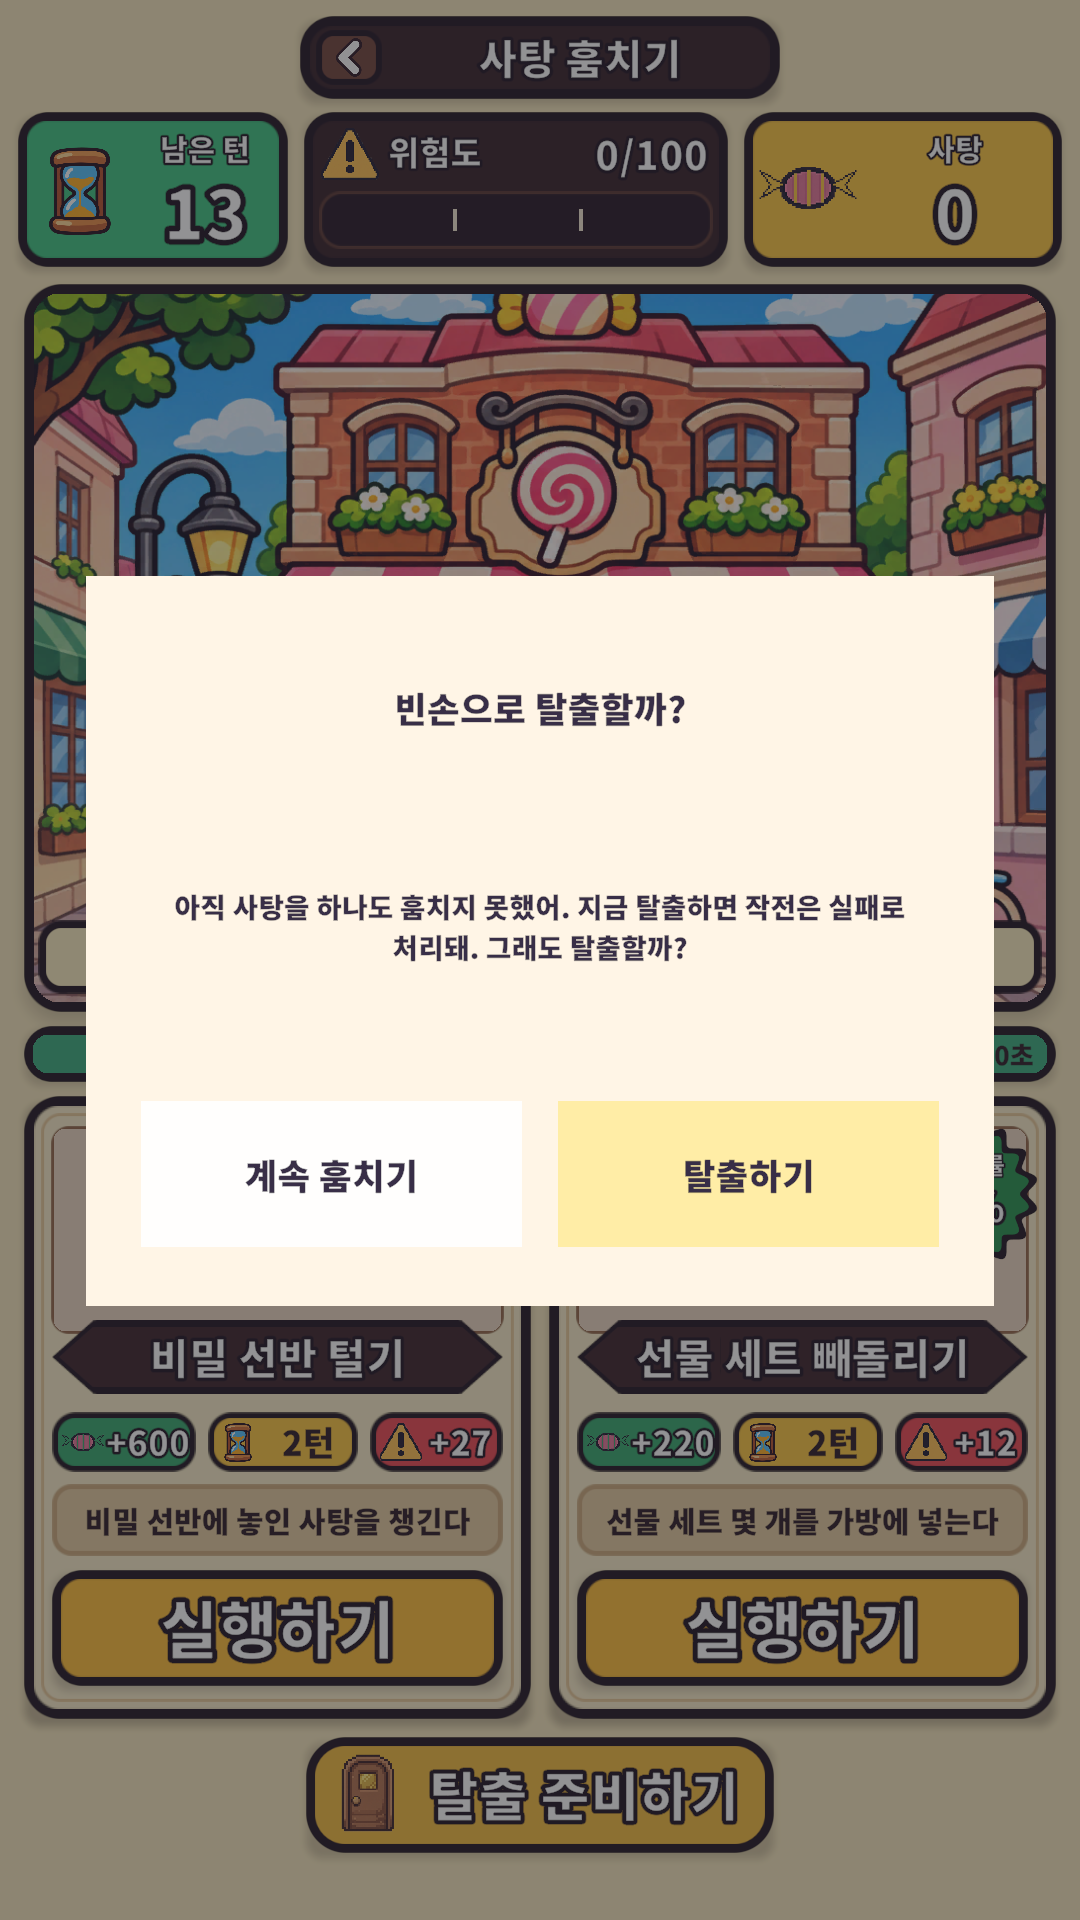 사탕 훔치기
남은 턴
13
위험도
0/100
사탕
0
빈손으로 탈출할까?
아직 사탕을 하나도 훔치지 못했어. 지금 탈출하면 작전은 실패로
처리돼. 그래도 탈출할까?
0초
계속 훔치기
탈출하기
비밀 선반 털기
선물 세트 빼돌리기
+600
2턴
+27
+220
2턴
+12
비밀 선반에 놓인 사탕을 챙긴다
선물 세트 몇 개를 가방에 넣는다
실행하기
실행하기
탈출 준비하기